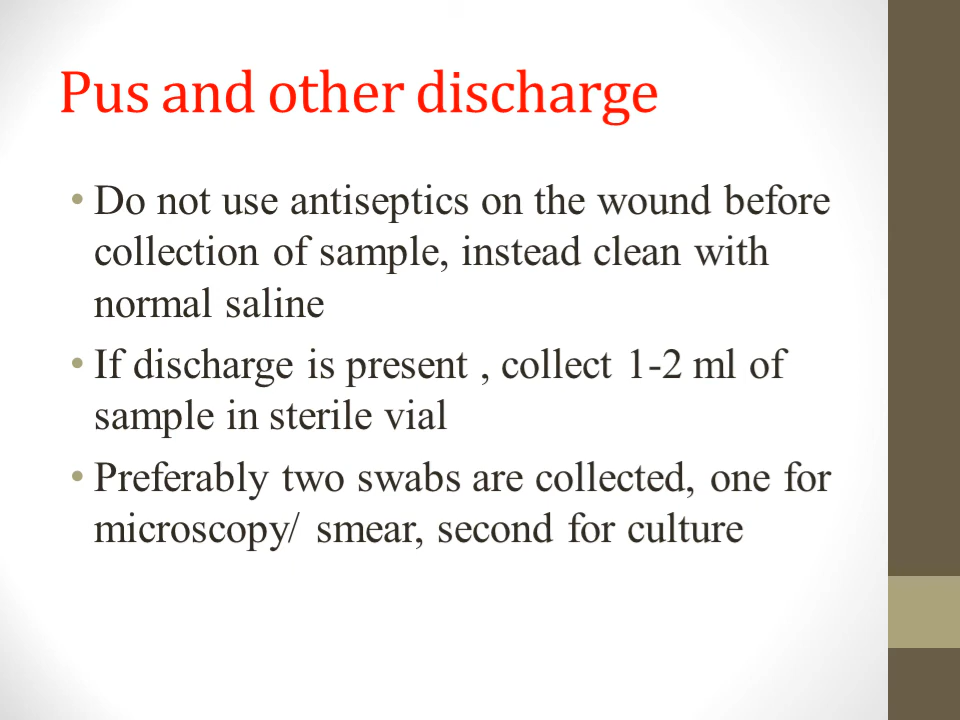 Pus and other discharge
• Do not use antiseptics on the wound before
collection of sample, instead clean with
normal saline
• If discharge is present , collect 1-2 ml of
sample in sterile vial
• Preferably two swabs are collected, one for
microscopy/ smear, second for culture